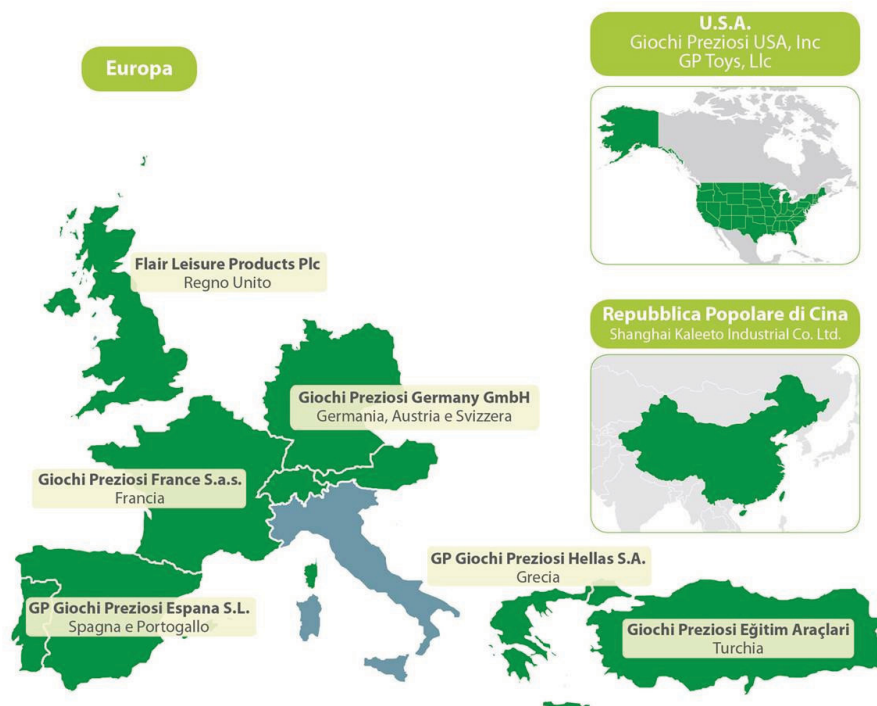 Europa
U.S.A.
Giochi Preziosi USA, Inc
GP Toys, Llc
Flair Leisure Products Plc
Regno Unito
Repubblica Popolare di Cina
Shanghai Kaleeto Industrial Co. Ltd.
Giochi Preziosi Germany GmbH
Germania, Austria e Svizzera
Giochi Preziosi France S.a.s.
Francia
GP Giochi Preziosi Hellas S.A.
Grecia
GP Giochi Preziosi Espana S.L.
Spagna e Portogallo
Giochi Preziosi Eğitim Araçlari
Turchia